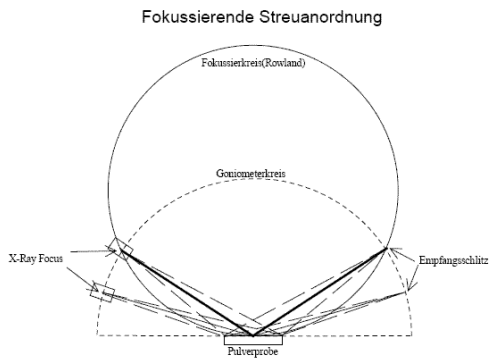 Fokussierende Streuanordnung
Fokussierkreis(Rowland)
Goniometerkreis
X-Ray Focus
Empfangsschlitz
Pulverprobe